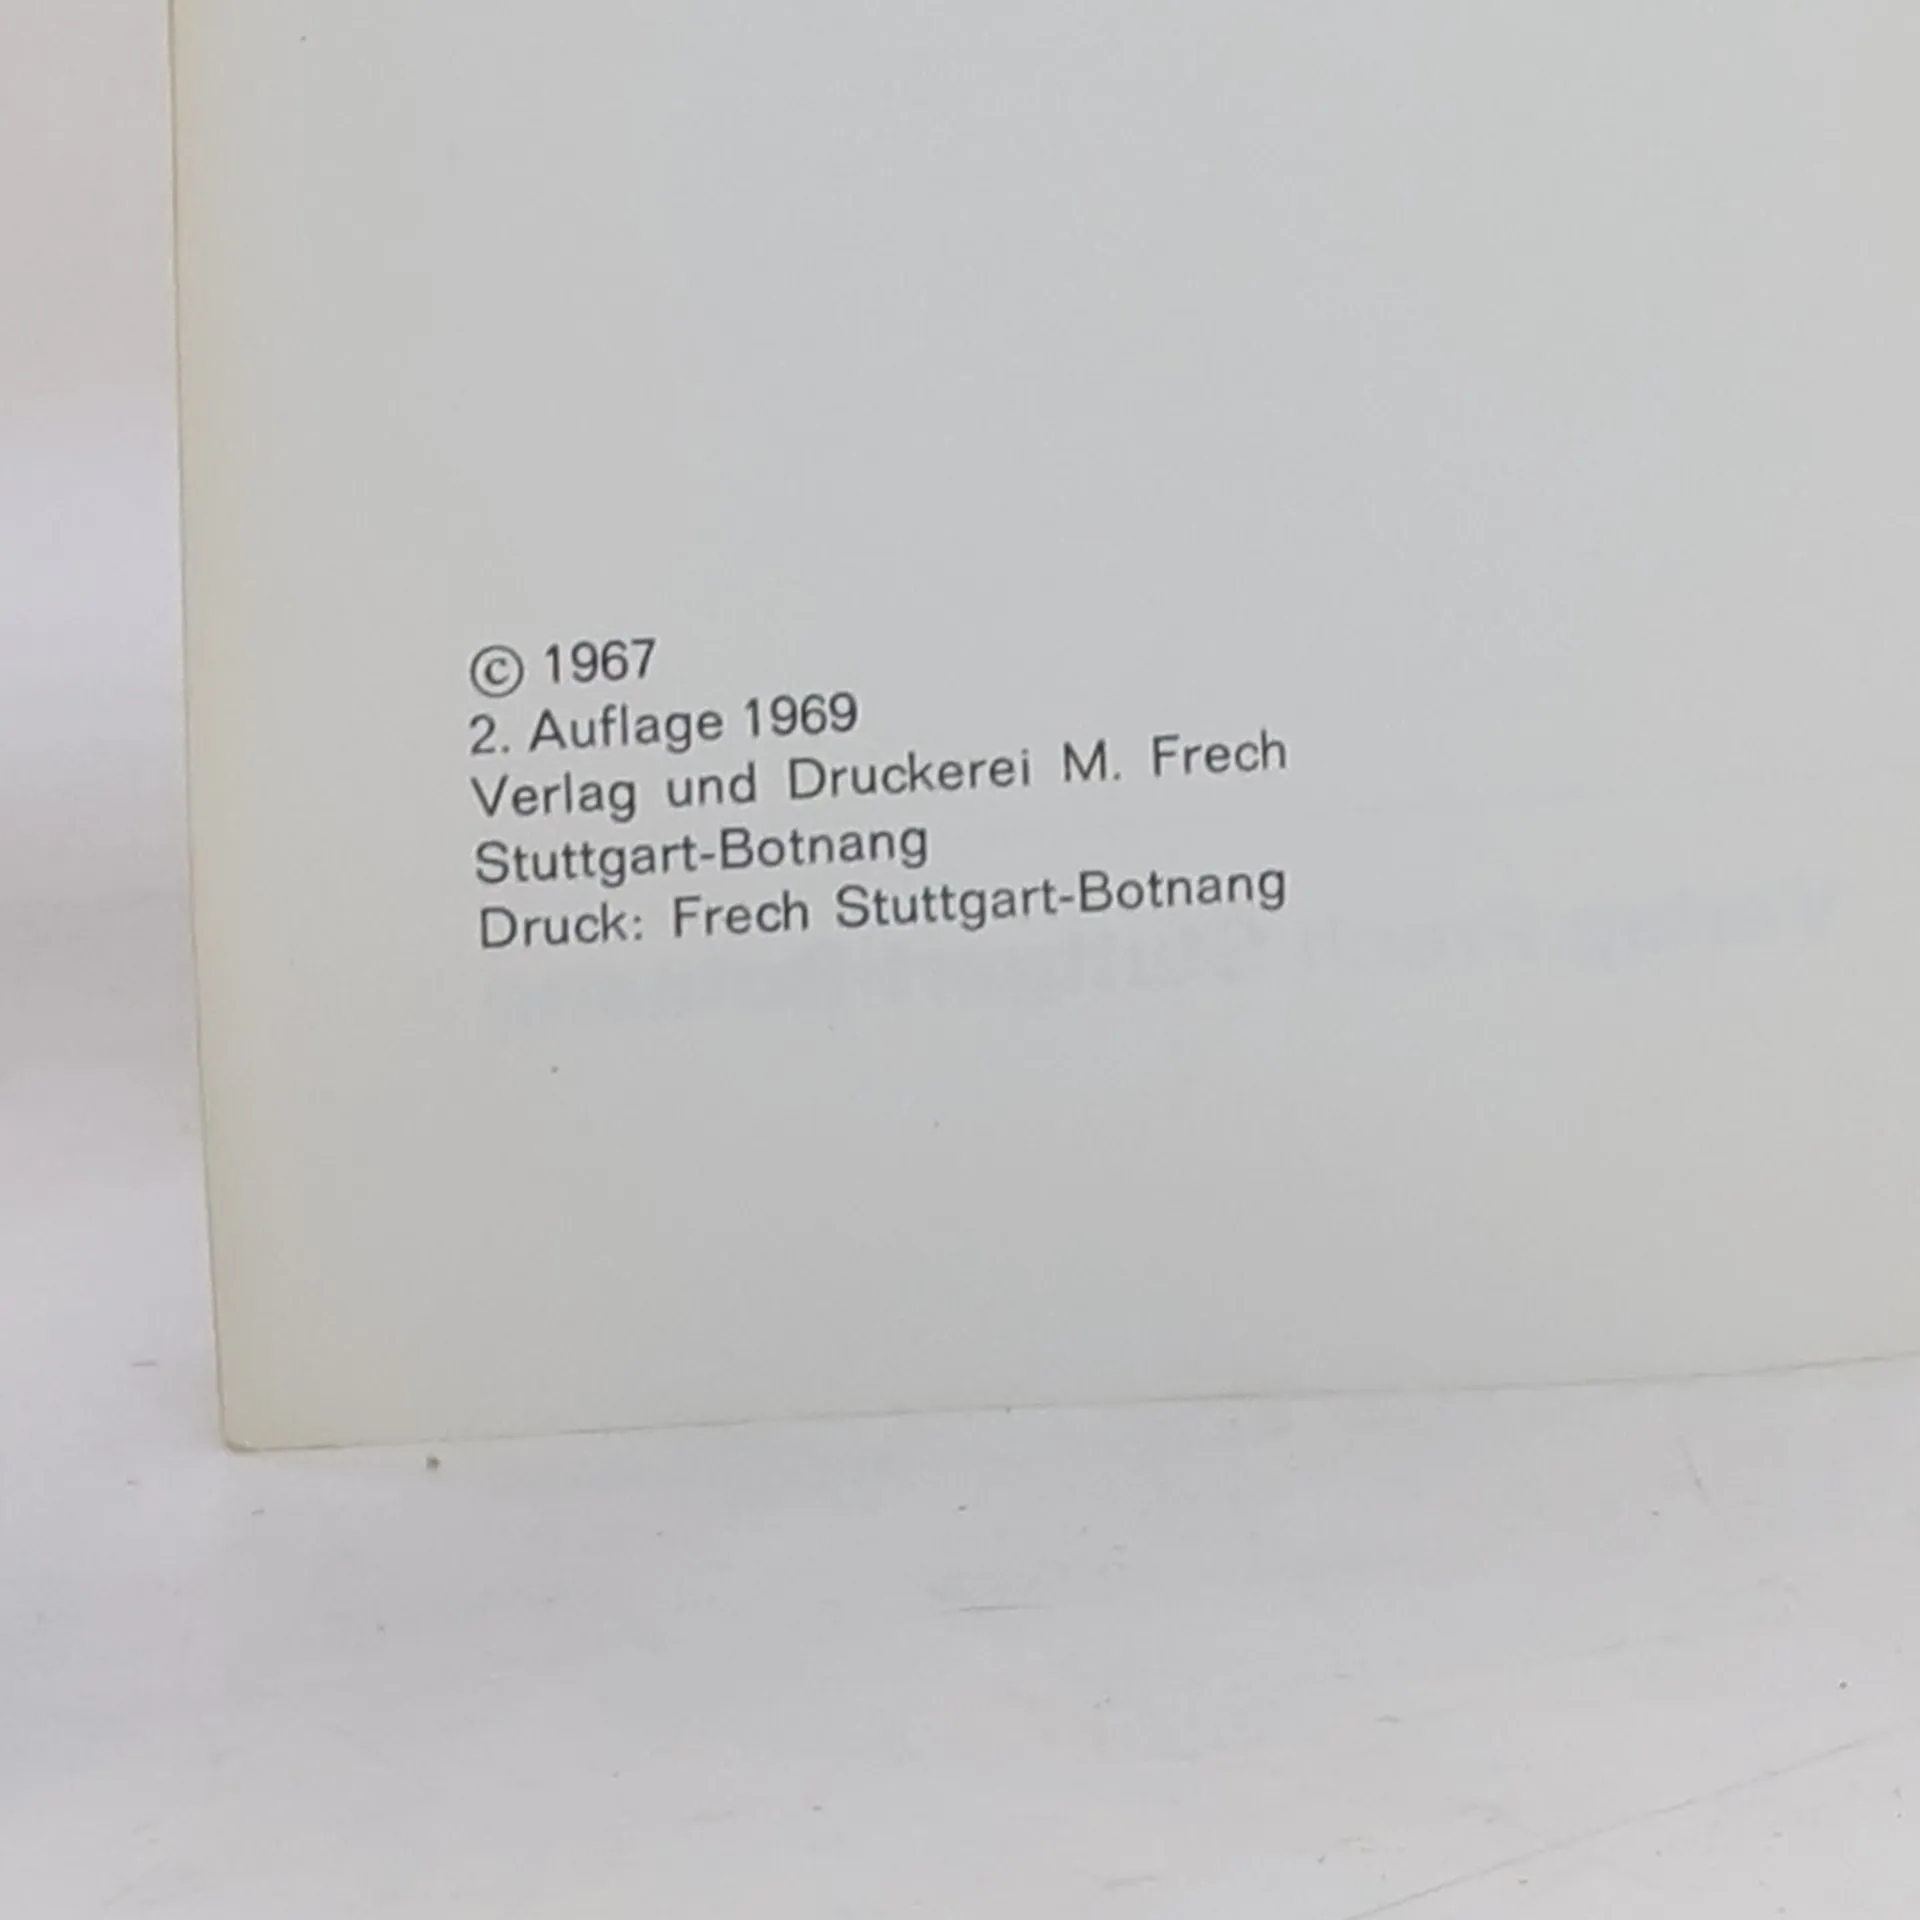 © 1967
2. Auflage 1969
Verlag und Druckerei M. Frech
Stuttgart-Botnang
Druck: Frech Stuttgart-Botnang